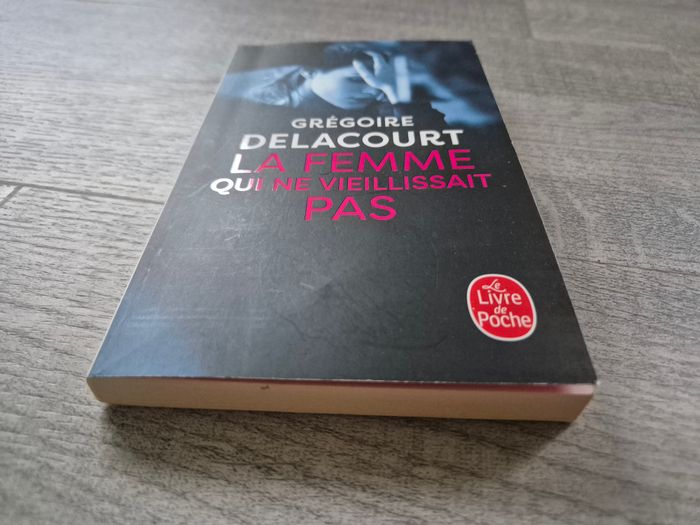 GRÉGOIRE
DELACOURT
LA FEMME
QUI NE VIEILLISSAIT
PAS
Le
Livre
de
Poche